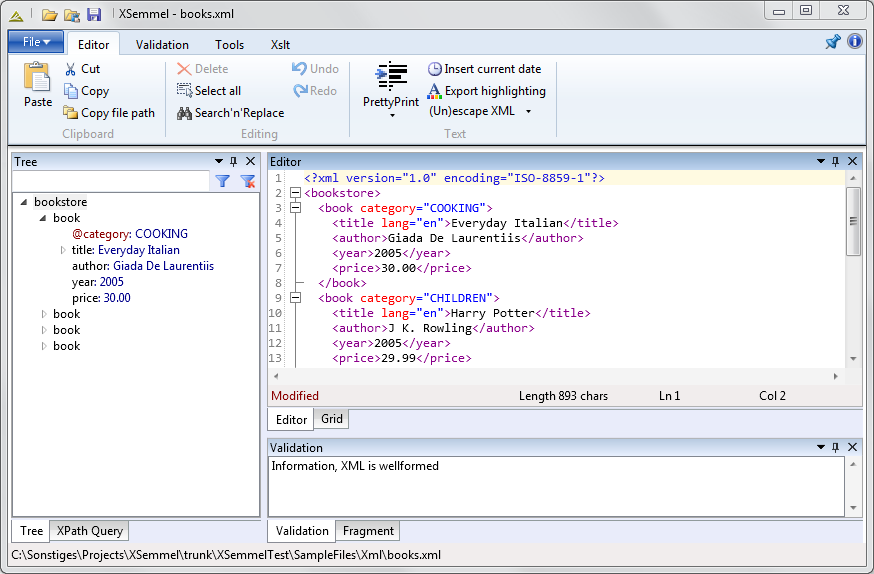 XSemmel - books.xml
File Editor Validation Tools Xslt
Paste
Cut
Copy
Copy file path
Clipboard
Delete
Select all
Search'n'Replace
Undo
Redo
Editing
PrettyPrint
Insert current date
Export highlighting
(Un)escape XML
Text
Tree
bookstore
book
@category: COOKING
title: Everyday Italian
author: Giada De Laurentiis
year: 2005
price: 30.00
book
book
book
Tree XPath Query
Editor
1 <?xml version="1.0" encoding="ISO-8859-1"?>
2 <bookstore>
3 <book category="COOKING">
4 <title lang="en">Everyday Italian</title>
5 <author>Giada De Laurentiis</author>
6 <year>2005</year>
7 <price>30.00</price>
8 </book>
9 <book category="CHILDREN">
10 <title lang="en">Harry Potter</title>
11 <author>J K. Rowling</author>
12 <year>2005</year>
13 <price>29.99</price>
Modified Length 893 chars Ln 1 Col 2
Editor Grid
Validation
Information, XML is wellformed
Validation Fragment
C:\Sonstiges\Projects\XSemmel\trunk\XSemmelTest\SampleFiles\Xml\books.xml